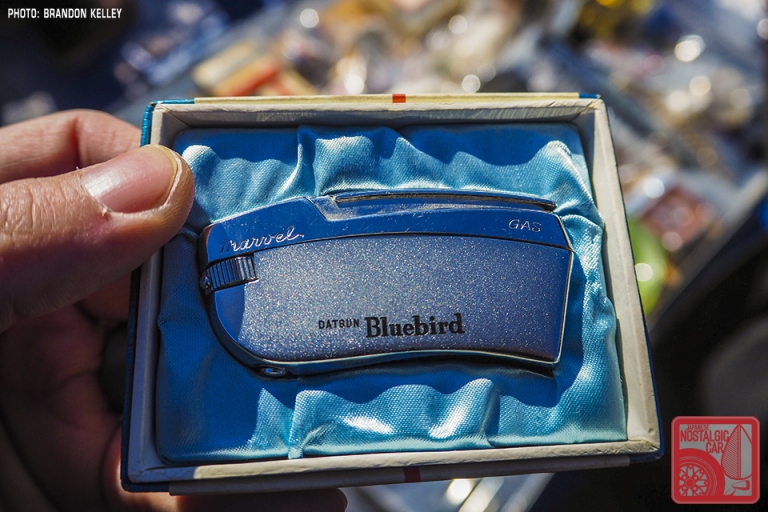 PHOTO: BRANDON KELLEY
marvel
GAS
DATSUN Bluebird
JAPANESE
NOSTALGIC
CAR